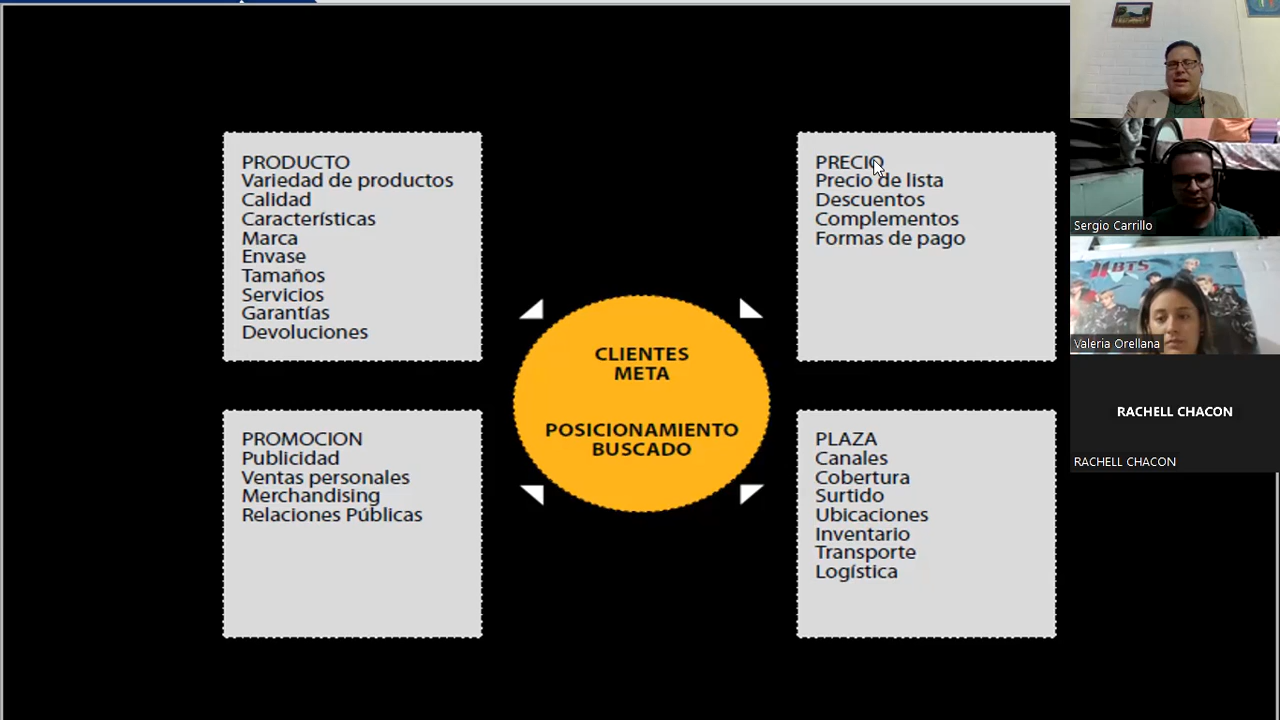 PRODUCTO
Variedad de productos
Calidad
Características
Marca
Envase
Tamaños
Servicios
Garantías
Devoluciones
PRECIO
Precio de lista
Descuentos
Complementos
Formas de pago
CLIENTES
META
POSICIONAMIENTO
BUSCADO
PROMOCION
Publicidad
Ventas personales
Merchandising
Relaciones Públicas
PLAZA
Canales
Cobertura
Surtido
Ubicaciones
Inventario
Transporte
Logística
Sergio Carrillo
BTS
Valeria Orellana
RACHELL CHACON
RACHELL CHACON